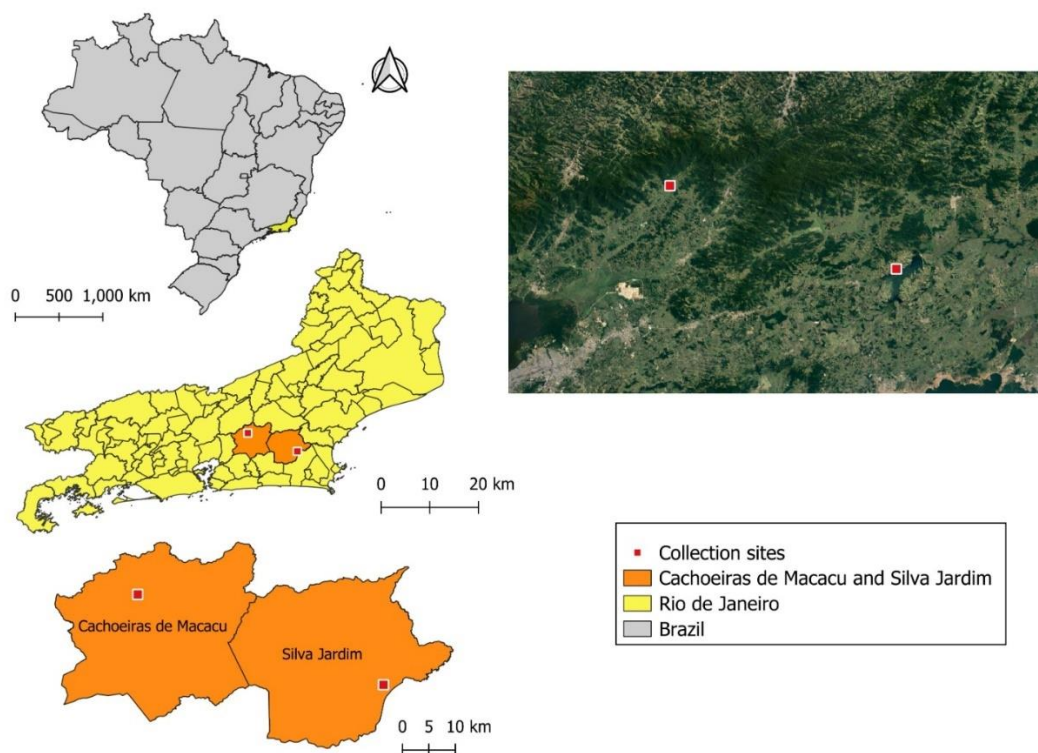 0 500 1,000 km
0 10 20 km
Cachoeiras de Macacu
Silva Jardim
0 5 10 km
Collection sites
Cachoeiras de Macacu and Silva Jardim
Rio de Janeiro
Brazil